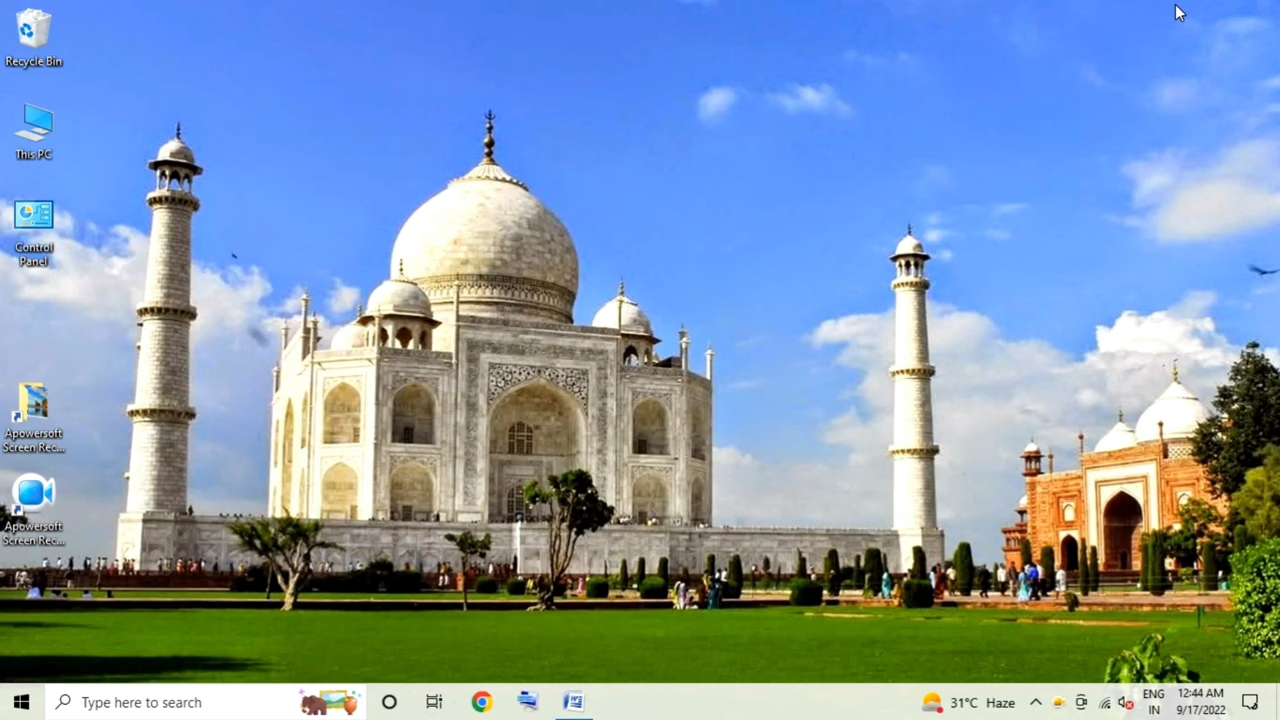 Recycle Bin
This PC
Control
Panel
Apowersoft
Screen Rec...
Apowersoft
Screen Rec...
Type here to search
31°C Haze
ENG
IN
12:44 AM
9/17/2022